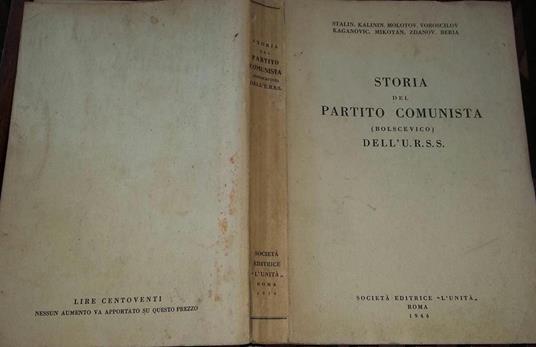 LIRE CENTOVENTI
NESSUN AUMENTO VA APPORTATO SU QUESTO PREZZO
STORIA
DEL
PARTITO
COMUNISTA
(BOLSCEVICO)
DELL'U.R.S.S.
SOCIETÀ
EDITRICE
"L'UNITÀ„
ROMA
STALIN, KALININ, MOLOTOV, VOROSCILOV
KAGANOVIC, MIKOYAN, ZDANOV, BERIA
STORIA
DEL
PARTITO COMUNISTA
(BOLSCEVICO)
DELL'U.R.S.S.
SOCIETÀ EDITRICE "L'UNITÀ„
ROMA
1944